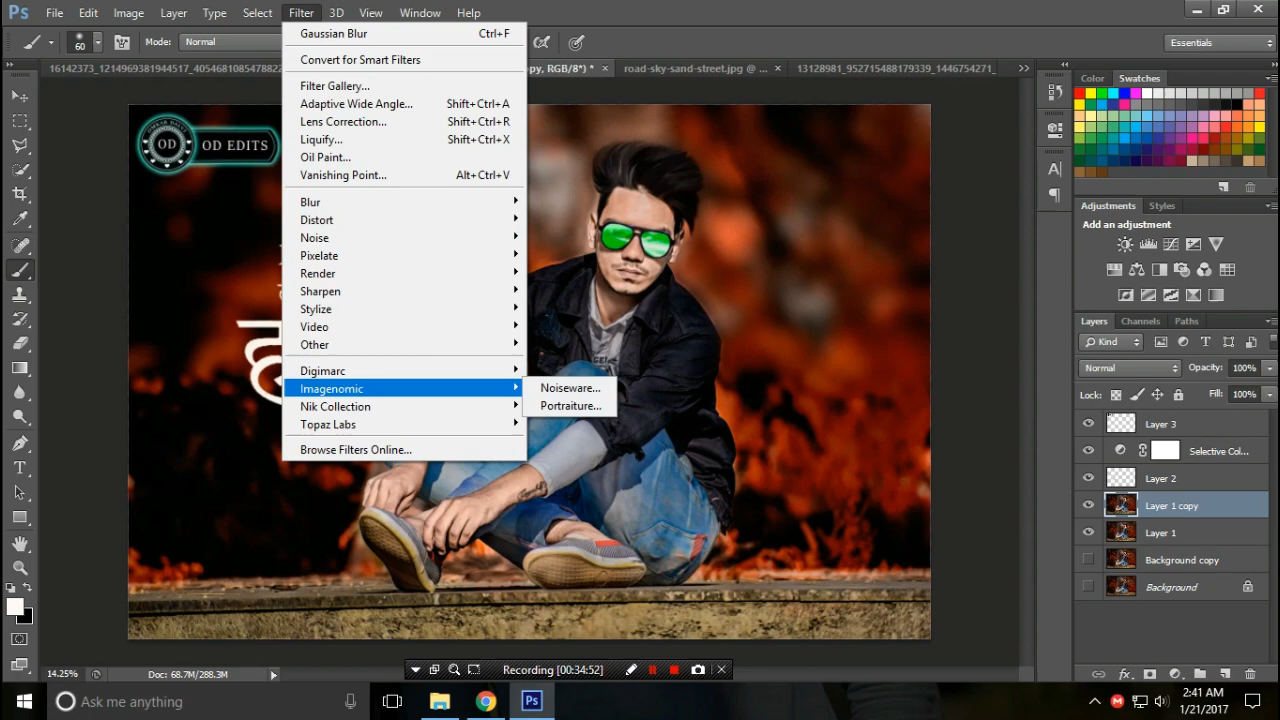 Ps File Edit Image Layer Type Select Filter 3D View Window Help
60 Mode: Normal
Essentials
16142373_1214969381944517_4054681085478822
opy, RGB/8*) * ×
road-sky-sand-street.jpg @ ... ×
13128981_952715488179339_1446754271_
Gaussian Blur Ctrl+F
Convert for Smart Filters
Filter Gallery...
Adaptive Wide Angle... Shift+Ctrl+A
Lens Correction... Shift+Ctrl+R
Liquify... Shift+Ctrl+X
Oil Paint...
Vanishing Point... Alt+Ctrl+V
Blur
Distort
Noise
Pixelate
Render
Sharpen
Stylize
Video
Other
Digimarc
Imagenomic
Nik Collection
Topaz Labs
Browse Filters Online...
Noiseware...
Portraiture...
OD
OD EDITS
Color Swatches
Adjustments Styles
Add an adjustment
Layers Channels Paths
Kind
Normal Opacity: 100%
Lock: Fill: 100%
Layer 3
Selective Col...
Layer 2
Layer 1 copy
Layer 1
Background copy
Background
14.25% Doc: 68.7M/288.3M
Recording [00:34:52]
Ask me anything
Ps
2:41 AM
1/21/2017